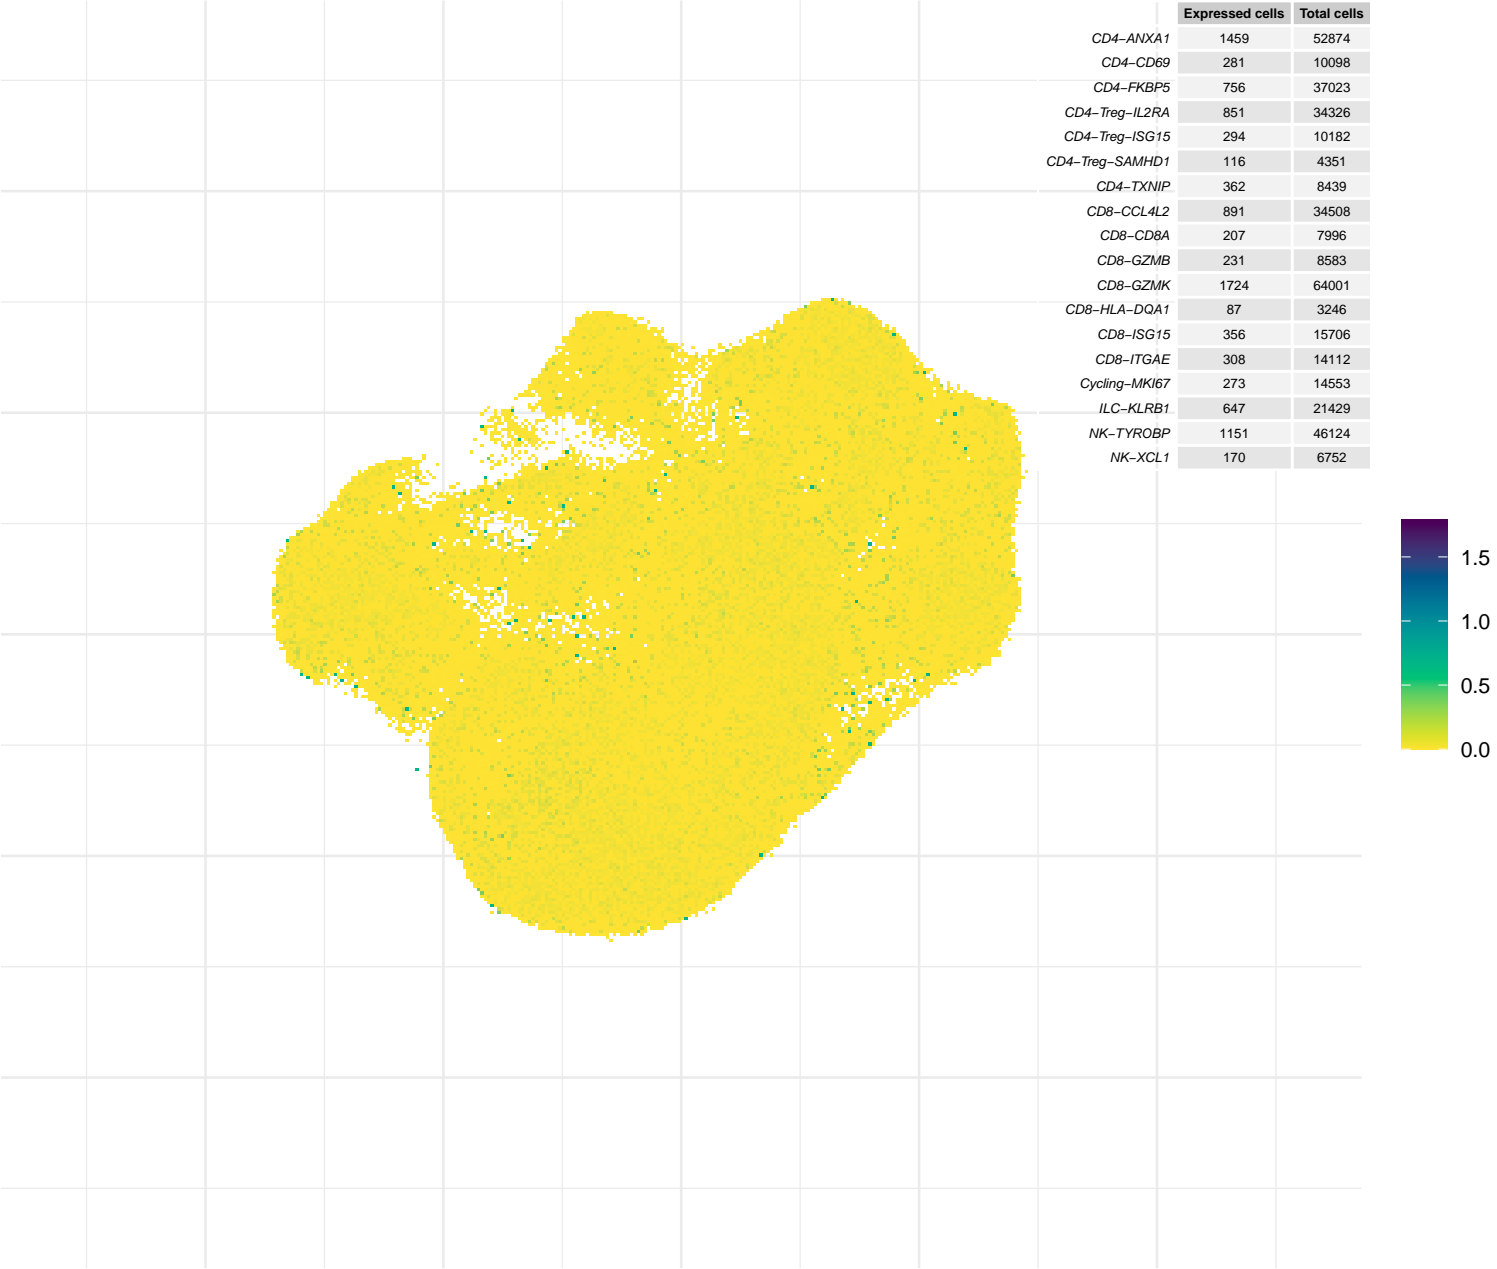 Expressed cells Total cells
CD4−ANXA1 1459 52874
CD4−CD69 281 10098
CD4−FKBP5 756 37023
CD4−Treg−IL2RA 851 34326
CD4−Treg−ISG15 294 10182
CD4−Treg−SAMHD1 116 4351
CD4−TXNIP 362 8439
CD8−CCL4L2 891 34508
CD8−CD8A 207 7996
CD8−GZMB 231 8583
CD8−GZMK 1724 64001
CD8−HLA−DQA1 87 3246
CD8−ISG15 356 15706
CD8−ITGAE 308 14112
Cycling−MKI67 273 14553
ILC−KLRB1 647 21429
NK−TYROBP 1151 46124
NK−XCL1 170 6752
1.5
1.0
0.5
0.0